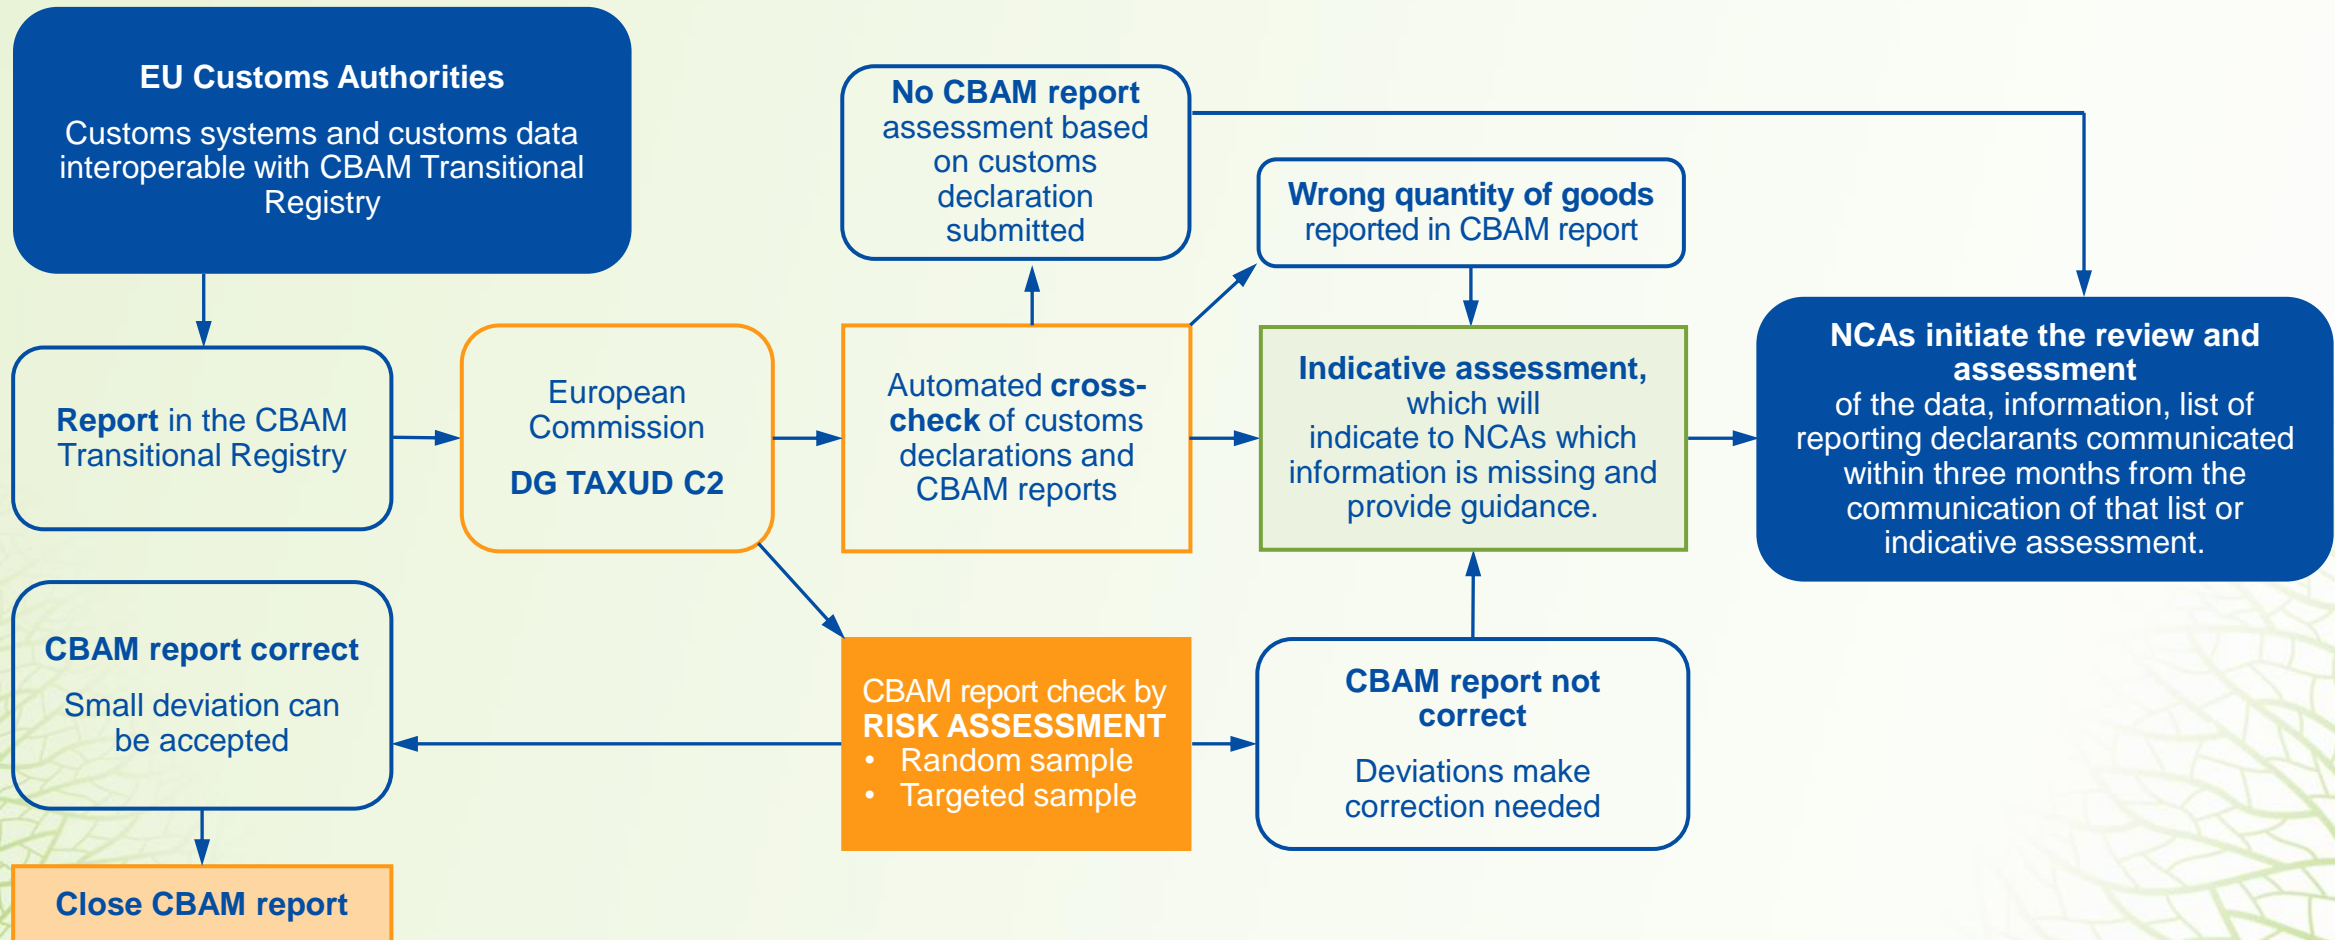 EU Customs Authorities
Customs systems and customs data
interoperable with CBAM Transitional
Registry
No CBAM report
assessment based
on customs
declaration
submitted
Wrong quantity of goods
reported in CBAM report
Report in the CBAM
Transitional Registry
European
Commission
DG TAXUD C2
Automated cross-
check of customs
declarations and
CBAM reports
Indicative assessment,
which will
indicate to NCAs which
information is missing and
provide guidance.
NCAs initiate the review and
assessment
of the data, information, list of
reporting declarants communicated
within three months from the
communication of that list or
indicative assessment.
CBAM report correct
Small deviation can
be accepted
CBAM report check by
RISK ASSESSMENT
• Random sample
• Targeted sample
CBAM report not
correct
Deviations make
correction needed
Close CBAM report